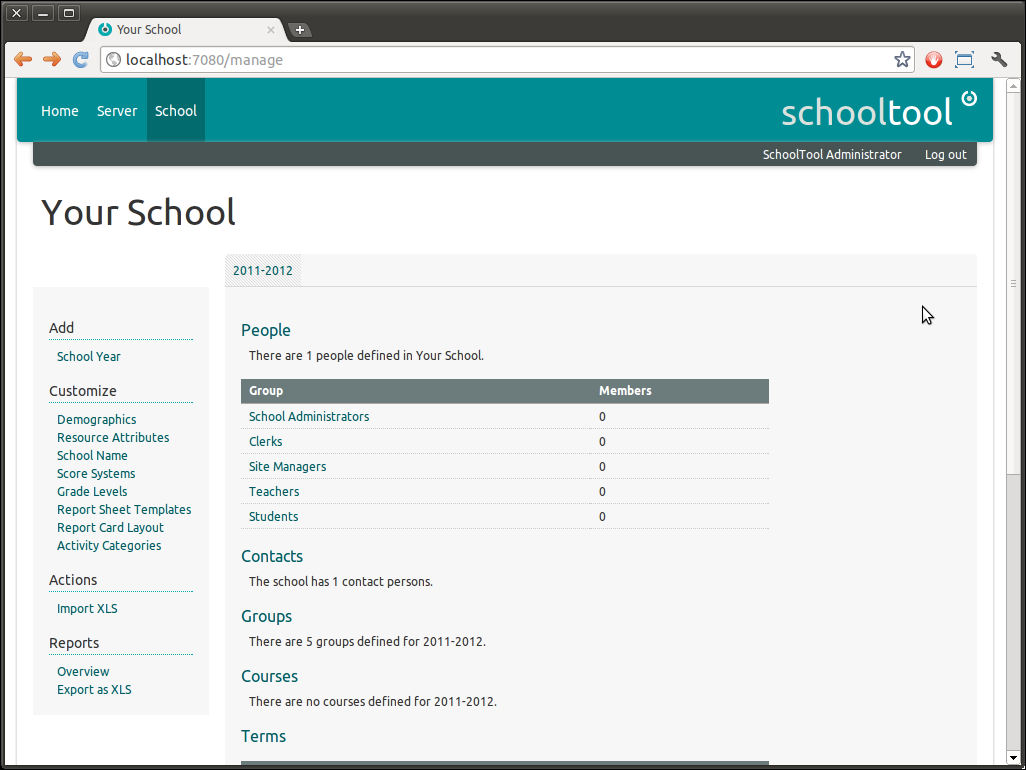 Your School
localhost:7080/manage
Home Server School
schooltool
SchoolTool Administrator Log out
Your School
2011-2012
Add
School Year
Customize
Demographics
Resource Attributes
School Name
Score Systems
Grade Levels
Report Sheet Templates
Report Card Layout
Activity Categories
Actions
Import XLS
Reports
Overview
Export as XLS
People
There are 1 people defined in Your School.
Group Members
School Administrators 0
Clerks 0
Site Managers 0
Teachers 0
Students 0
Contacts
The school has 1 contact persons.
Groups
There are 5 groups defined for 2011-2012.
Courses
There are no courses defined for 2011-2012.
Terms